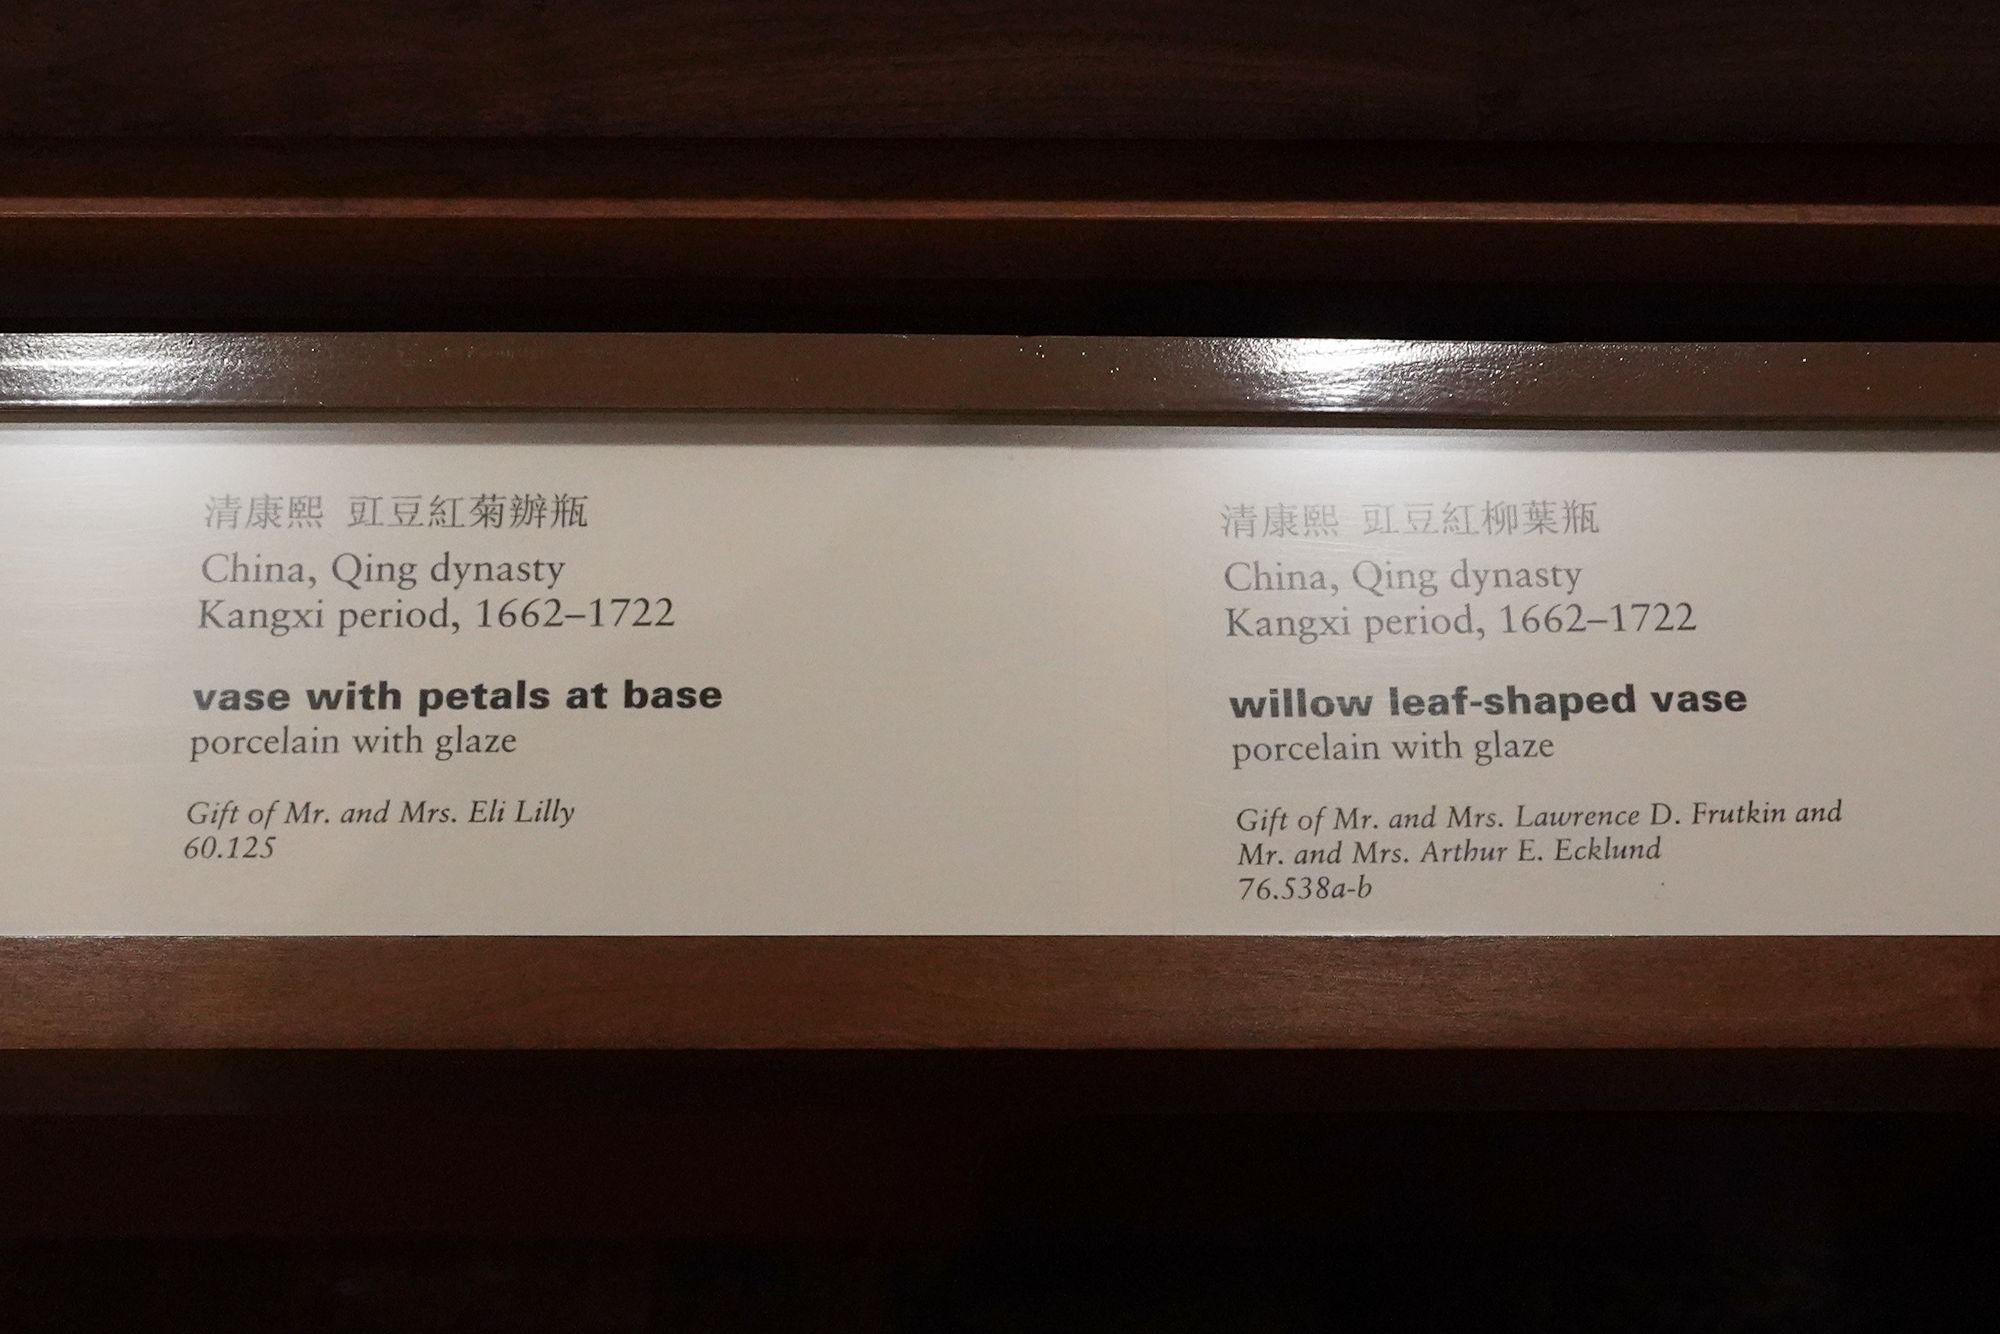 清康熙 豇豆紅菊辦瓶
China, Qing dynasty
Kangxi period, 1662–1722
vase with petals at base
porcelain with glaze
Gift of Mr. and Mrs. Eli Lilly
60.125
清康熙 豇豆紅柳葉瓶
China, Qing dynasty
Kangxi period, 1662–1722
willow leaf-shaped vase
porcelain with glaze
Gift of Mr. and Mrs. Lawrence D. Frutkin and
Mr. and Mrs. Arthur E. Ecklund
76.538a-b